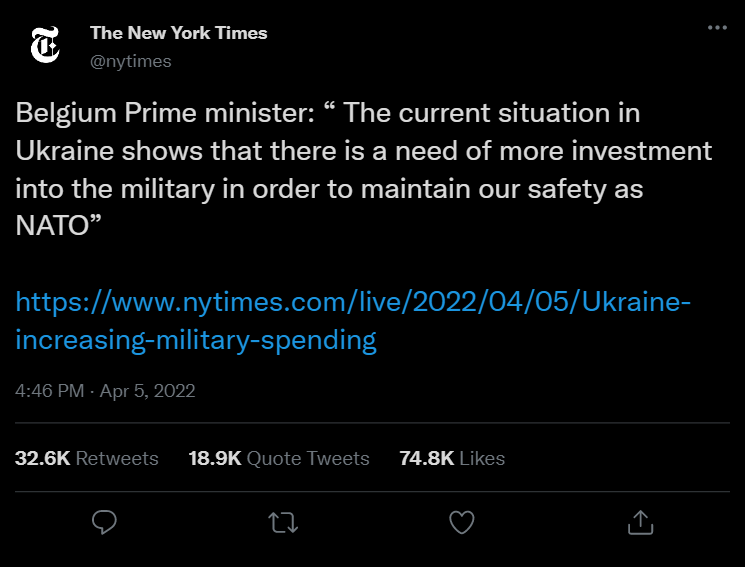 The New York Times
@nytimes
Belgium Prime minister: “ The current situation in
Ukraine shows that there is a need of more investment
into the military in order to maintain our safety as
NATO”
https://www.nytimes.com/live/2022/04/05/Ukraine-
increasing-military-spending
4:46 PM · Apr 5, 2022
32.6K Retweets 18.9K Quote Tweets 74.8K Likes